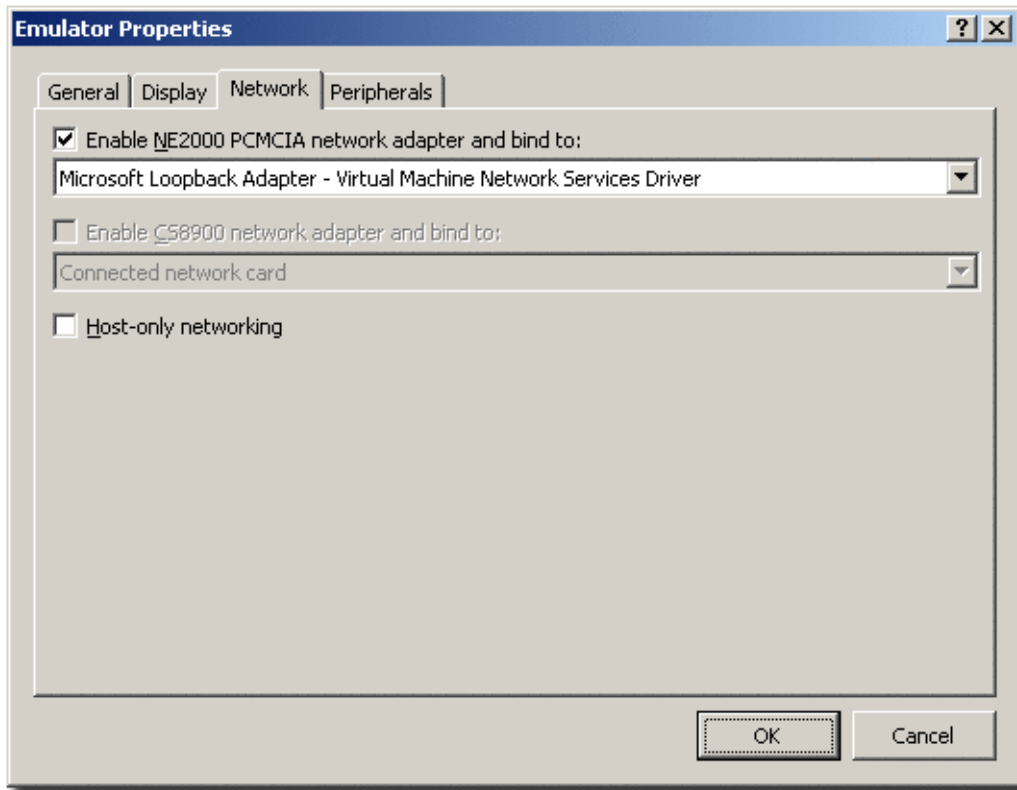 Emulator Properties
General Display Network Peripherals
Enable NE2000 PCMCIA network adapter and bind to:
Microsoft Loopback Adapter - Virtual Machine Network Services Driver
Enable CS8900 network adapter and bind to:
Connected network card
Host-only networking
OK Cancel